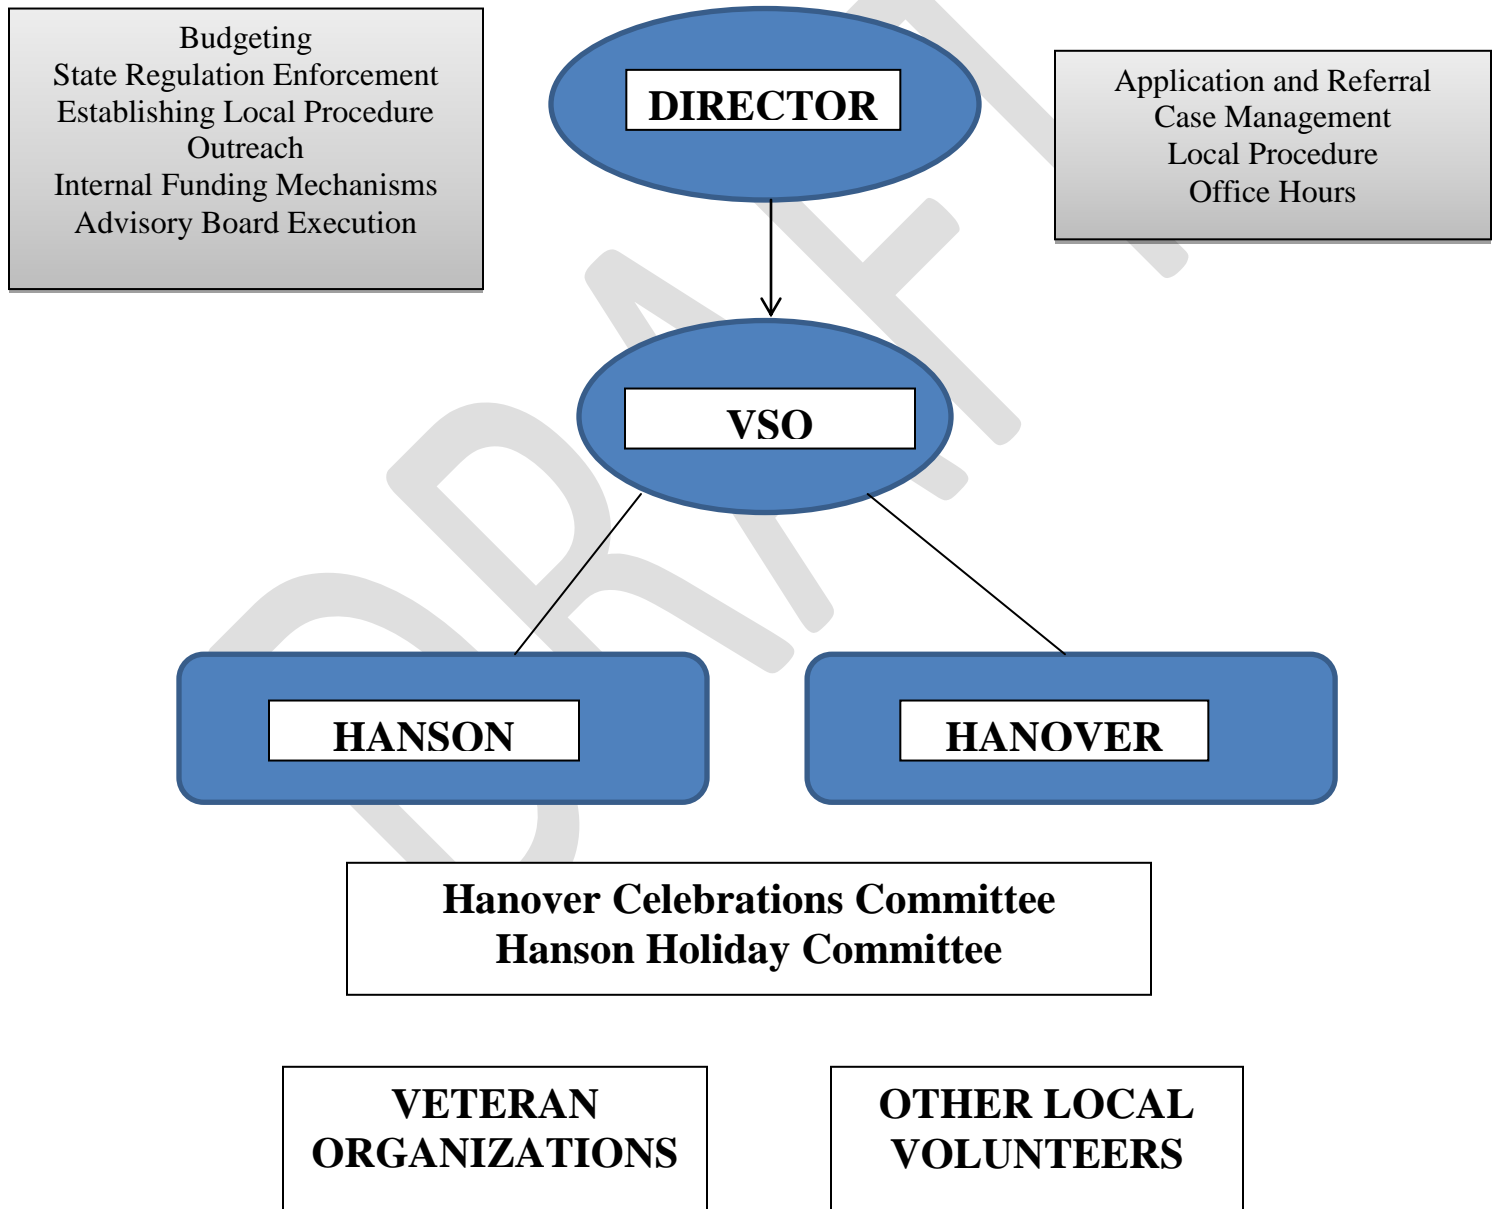 Budgeting
State Regulation Enforcement
Establishing Local Procedure
Outreach
Internal Funding Mechanisms
Advisory Board Execution
DIRECTOR
Application and Referral
Case Management
Local Procedure
Office Hours
VSO
HANSON
HANOVER
Hanover Celebrations Committee
Hanson Holiday Committee
VETERAN
ORGANIZATIONS
OTHER LOCAL
VOLUNTEERS
DRAFT